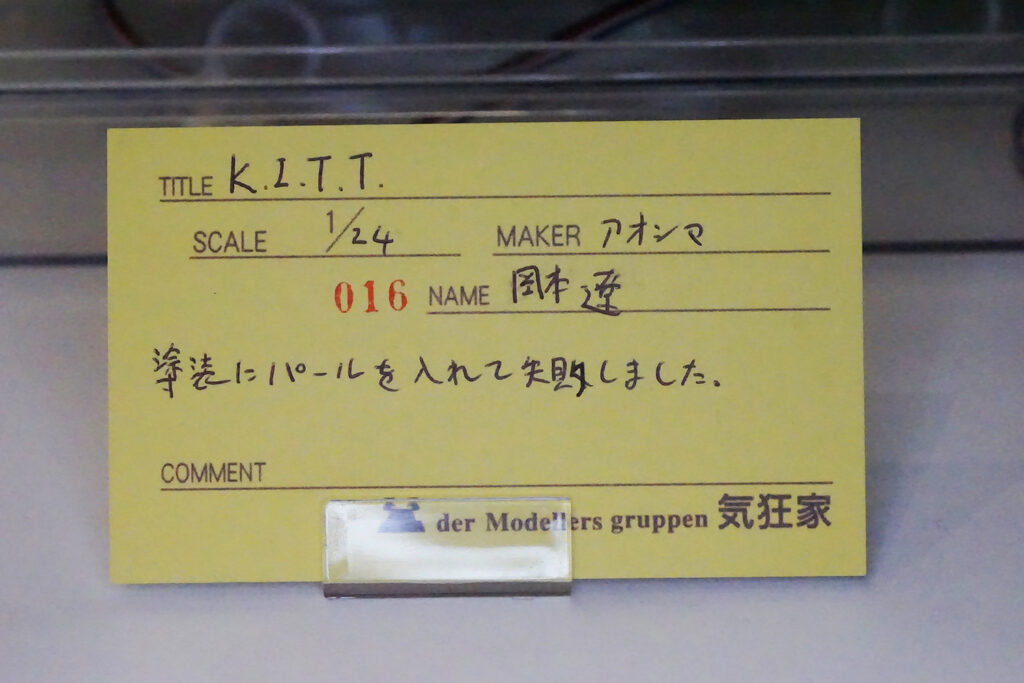 TITLE K.I.T.T.
SCALE 1/24 MAKER アオシマ
016 NAME 岡本 遼
塗装にパールを入れて失敗しました。
COMMENT
der Modellers gruppen 気狂家